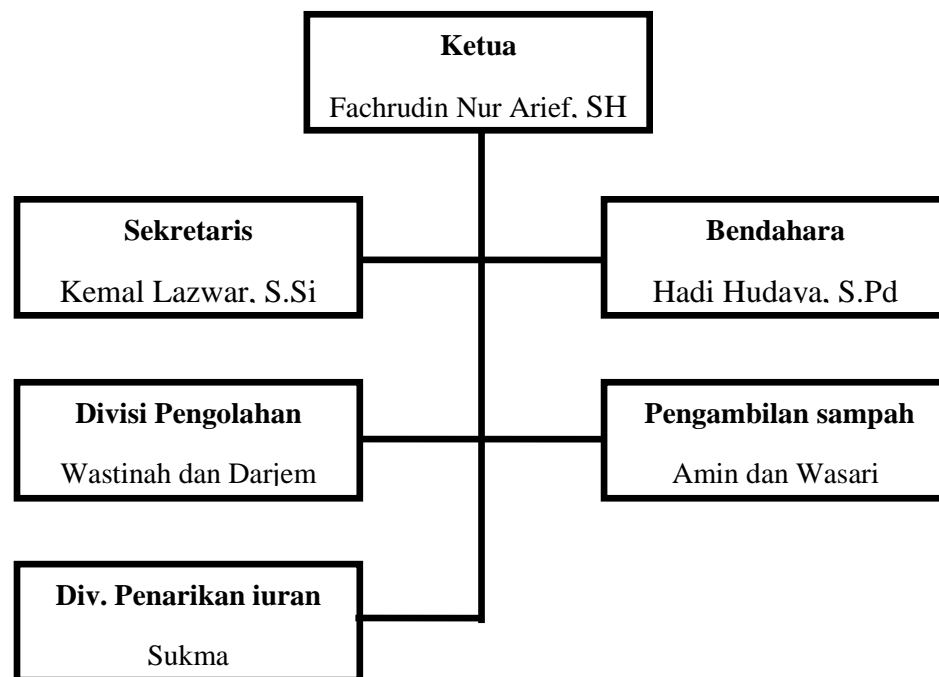 Ketua
Fachrudin Nur Arief, SH
Sekretaris
Kemal Lazwar, S.Si
Bendahara
Hadi Hudaya, S.Pd
Divisi Pengolahan
Wastinah dan Darjem
Pengambilan sampah
Amin dan Wasari
Div. Penarikan iuran
Sukma